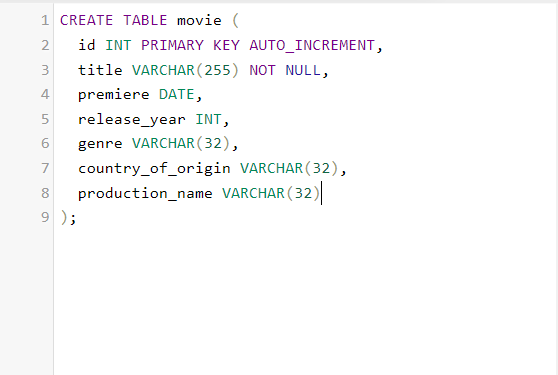 1 CREATE TABLE movie (
2   id INT PRIMARY KEY AUTO_INCREMENT,
3   title VARCHAR(255) NOT NULL,
4   premiere DATE,
5   release_year INT,
6   genre VARCHAR(32),
7   country_of_origin VARCHAR(32),
8   production_name VARCHAR(32)
9 );